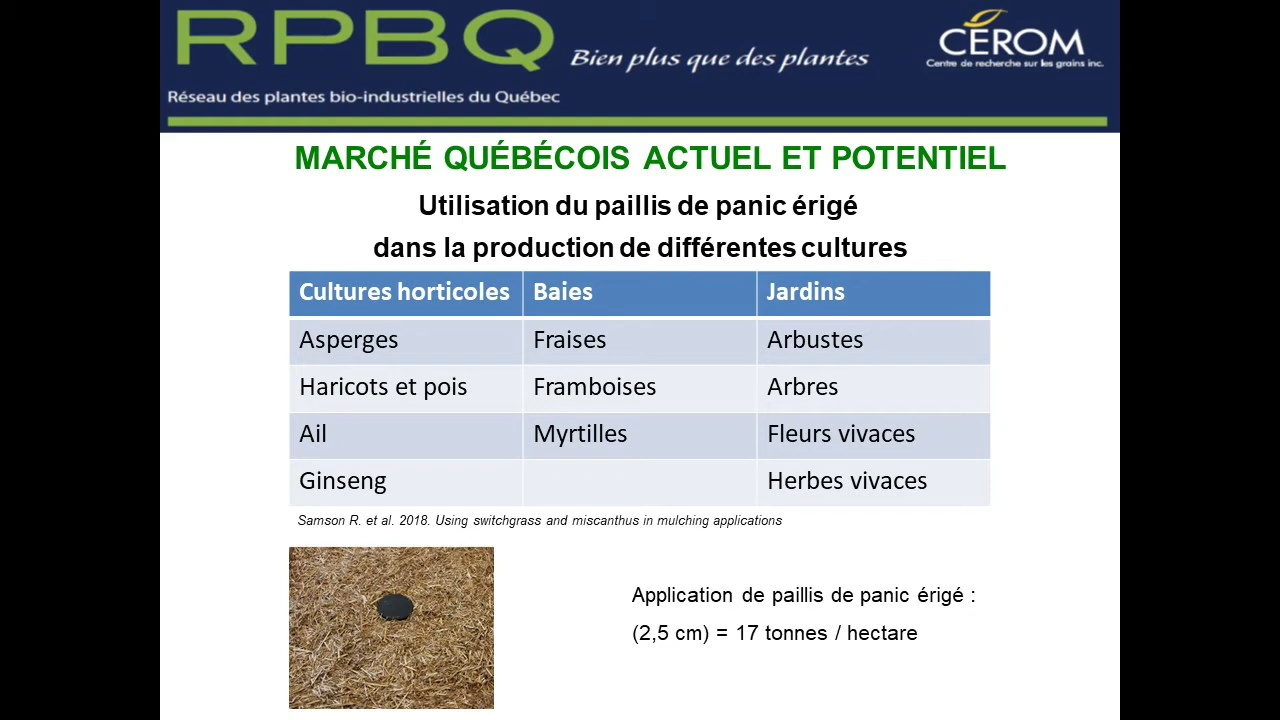 RPBQ
Bien plus que des plantes
CÉROM
Centre de recherche sur les grains inc.
Réseau des plantes bio-industrielles du Québec
MARCHÉ QUÉBÉCOIS ACTUEL ET POTENTIEL
Utilisation du paillis de panic érigé
dans la production de différentes cultures
Cultures horticoles Baies Jardins
Asperges Fraises Arbustes
Haricots et pois Framboises Arbres
Ail Myrtilles Fleurs vivaces
Ginseng Herbes vivaces
Samson R. et al. 2018. Using switchgrass and miscanthus in mulching applications
Application de paillis de panic érigé :
(2,5 cm) = 17 tonnes / hectare